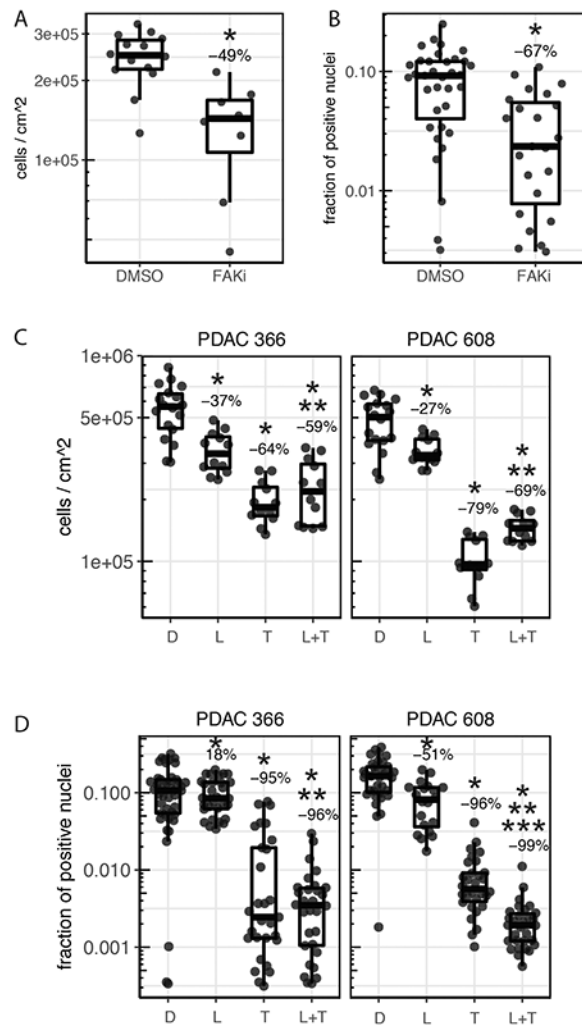 A
cells / cm^2
3e+05
2e+05
1e+05
*
−49%
DMSO FAKi
B
fraction of positive nuclei
0.10
0.01
*
−67%
DMSO FAKi
C
PDAC 366 PDAC 608
cells / cm^2
1e+06
5e+05
1e+05
*
−37%
*
−64%
*
**
−59%
*
−27%
*
−79%
*
**
−69%
D L T L+T D L T L+T
D
PDAC 366 PDAC 608
fraction of positive nuclei
0.100
0.010
0.001
*
18%
*
−95%
*
**
−96%
*
−51%
*
−96%
*
**
***
−99%
D L T L+T D L T L+T